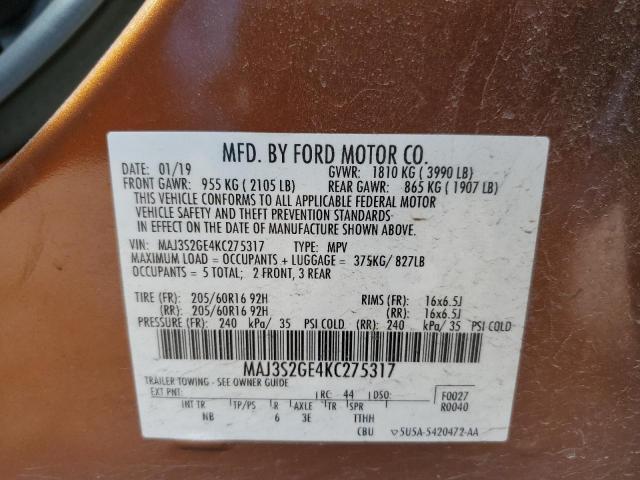 MFD. BY FORD MOTOR CO.
DATE: 01/19 GVWR: 1810 KG ( 3990 LB)
FRONT GAWR: 955 KG ( 2105 LB) REAR GAWR: 865 KG ( 1907 LB)
THIS VEHICLE CONFORMS TO ALL APPLICABLE FEDERAL MOTOR
VEHICLE SAFETY AND THEFT PREVENTION STANDARDS
IN EFFECT ON THE DATE OF MANUFACTURE SHOWN ABOVE.
VIN: MAJ3S2GE4KC275317 TYPE: MPV
MAXIMUM LOAD = OCCUPANTS + LUGGAGE = 375KG/ 827LB
OCCUPANTS = 5 TOTAL; 2 FRONT, 3 REAR
TIRE (FR): 205/60R16 92H RIMS (FR): 16x6.5J
(RR): 205/60R16 92H (RR): 16x6.5J
PRESSURE (FR): 240 kPa/ 35 PSI COLD (RR): 240 kPa/ 35 PSI COLD
MAJ3S2GE4KC275317
TRAILER TOWING - SEE OWNER GUIDE
EXT PNT: RC: 44 DSO: F0027
R0040
INT TR TP/PS R AXLE TR SPR
NB 6 3E TTHH
CBU 5U5A-5420472-AA